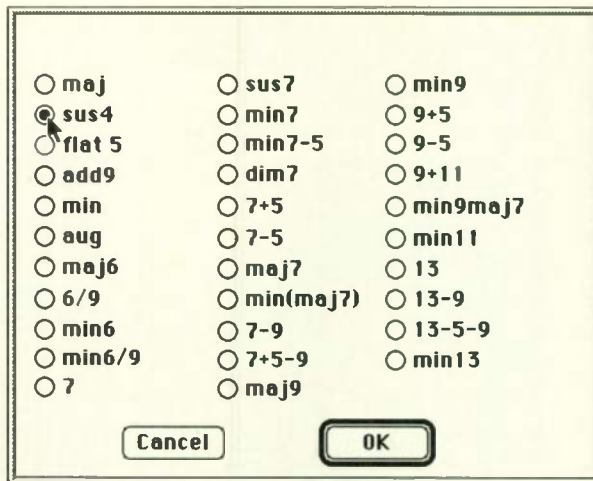 maj
sus4
flat 5
add9
min
aug
maj6
6/9
min6
min6/9
7
sus7
min7
min7-5
dim7
7+5
7-5
maj7
min(maj7)
7-9
7+5-9
maj9
min9
9+5
9-5
9+11
min9maj7
min11
13
13-9
13-5-9
min13
Cancel
OK